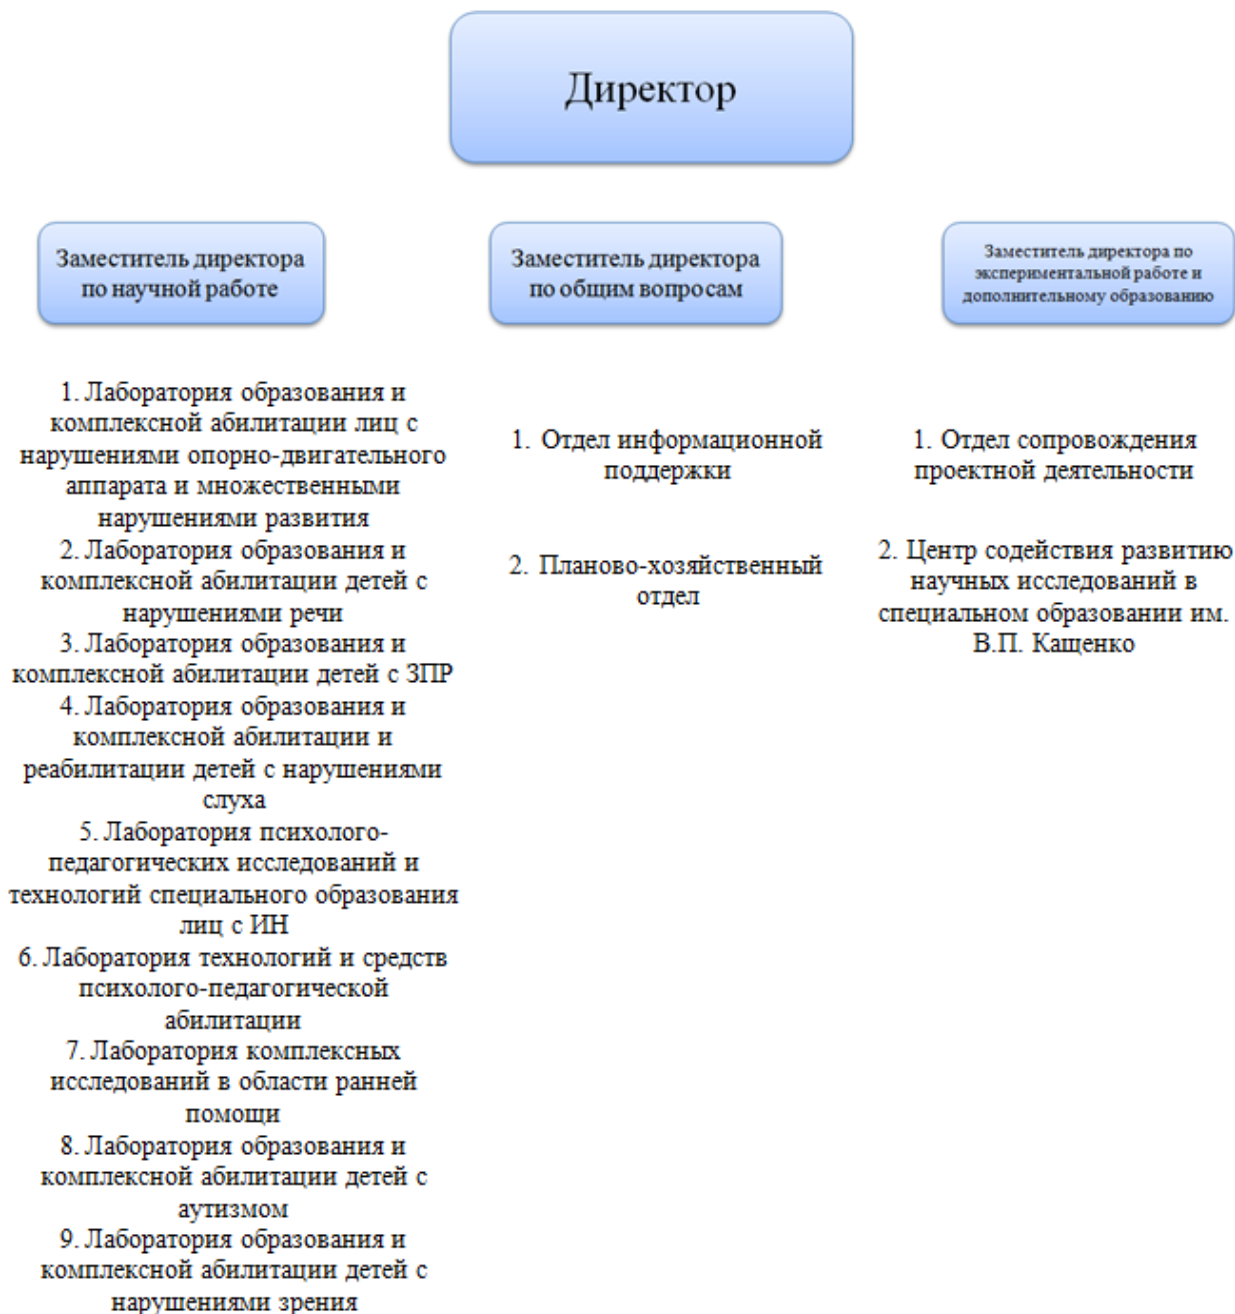 Директор
Заместитель директора
по научной работе
Заместитель директора
по общим вопросам
Заместитель директора по
экспериментальной работе и
дополнительному образованию
1. Лаборатория образования и
комплексной абилитации лиц с
нарушениями опорно-двигательного
аппарата и множественными
нарушениями развития
2. Лаборатория образования и
комплексной абилитации детей с
нарушениями речи
3. Лаборатория образования и
комплексной абилитации детей с ЗПР
4. Лаборатория образования и
комплексной абилитации и
реабилитации детей с нарушениями
слуха
5. Лаборатория психолого-
педагогических исследований и
технологий специального образования
лиц с ИН
6. Лаборатория технологий и средств
психолого-педагогической
абилитации
7. Лаборатория комплексных
исследований в области ранней
помощи
8. Лаборатория образования и
комплексной абилитации детей с
аутизмом
9. Лаборатория образования и
комплексной абилитации детей с
нарушениями зрения
1. Отдел информационной
поддержки
2. Планово-хозяйственный
отдел
1. Отдел сопровождения
проектной деятельности
2. Центр содействия развитию
научных исследований в
специальном образовании им.
В.П. Кащенко